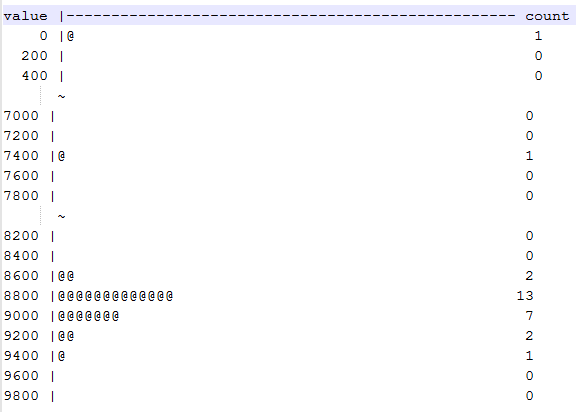 value |-------------------------------------------------- count
    0 |@                                                   1
  200 |                                                    0
  400 |                                                    0
      ~
7000 |                                                    0
7200 |                                                    0
7400 |@                                                   1
7600 |                                                    0
7800 |                                                    0
      ~
8200 |                                                    0
8400 |                                                    0
8600 |@@                                                  2
8800 |@@@@@@@@@@@@@                                      13
9000 |@@@@@@@                                             7
9200 |@@                                                  2
9400 |@                                                   1
9600 |                                                    0
9800 |                                                    0